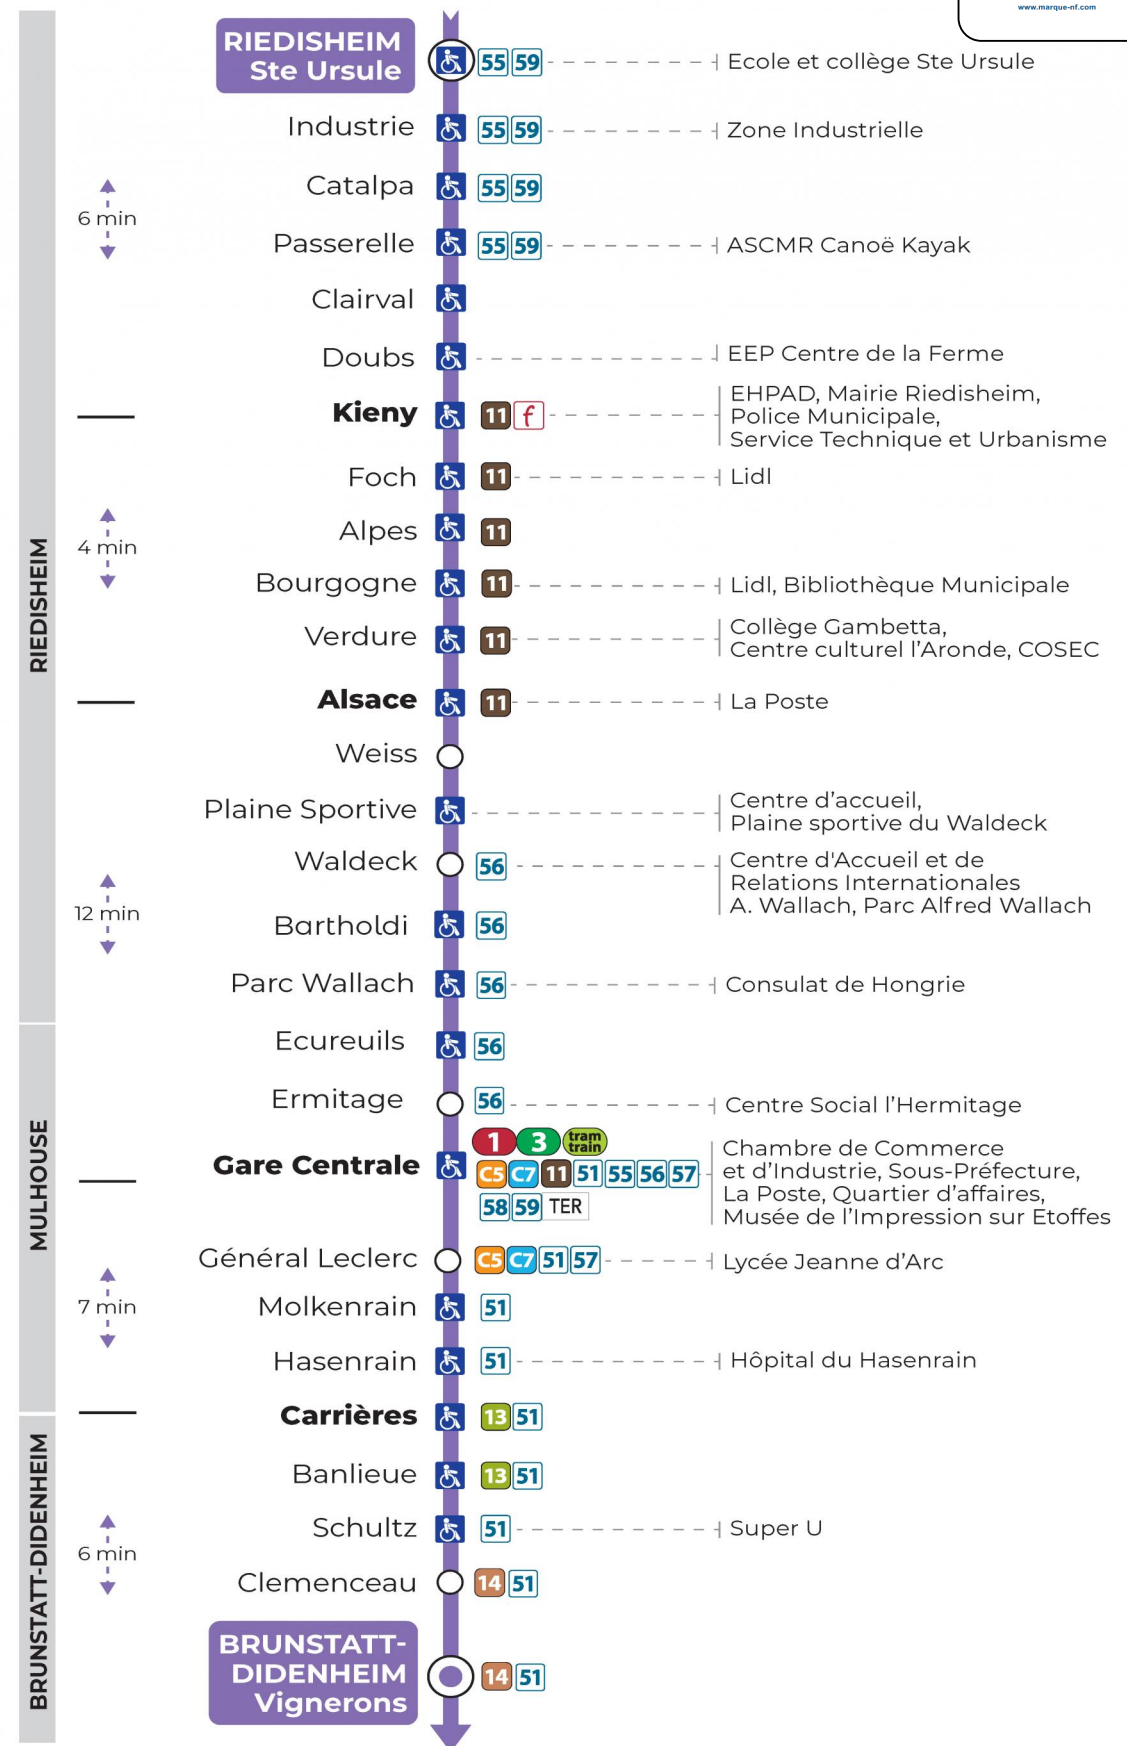 www.marque-nf.com
RIEDISHEIM
Ste Ursule
55 59
Ecole et collège Ste Ursule
Industrie
55 59
Zone Industrielle
Catalpa
55 59
6 min
Passerelle
55 59
ASCMR Canoë Kayak
Clairval
Doubs
EEP Centre de la Ferme
Kieny
11 f
EHPAD, Mairie Riedisheim,
Police Municipale,
Service Technique et Urbanisme
Foch
11
Lidl
Alpes
11
4 min
Bourgogne
11
Lidl, Bibliothèque Municipale
RIEDISHEIM
Verdure
11
Collège Gambetta,
Centre culturel l'Aronde, COSEC
Alsace
11
La Poste
Weiss
Plaine Sportive
Centre d'accueil,
Plaine sportive du Waldeck
Waldeck
56
Centre d'Accueil et de
Relations Internationales
A. Wallach, Parc Alfred Wallach
12 min
Bartholdi
56
Parc Wallach
56
Consulat de Hongrie
Ecureuils
56
Ermitage
56
Centre Social l'Hermitage
MULHOUSE
Gare Centrale
1 3 tram
train
C5 C7 11 51 55 56 57
58 59 TER
Chambre de Commerce
et d'Industrie, Sous-Préfecture,
La Poste, Quartier d'affaires,
Musée de l'Impression sur Etoffes
Général Leclerc
C5 C7 51 57
Lycée Jeanne d'Arc
7 min
Molkenrain
51
Hasenrain
51
Hôpital du Hasenrain
Carrières
13 51
Banlieue
13 51
BRUNSTATT-DIDENHEIM
Schultz
51
Super U
6 min
Clemenceau
14 51
BRUNSTATT-
DIDENHEIM
Vignerons
14 51